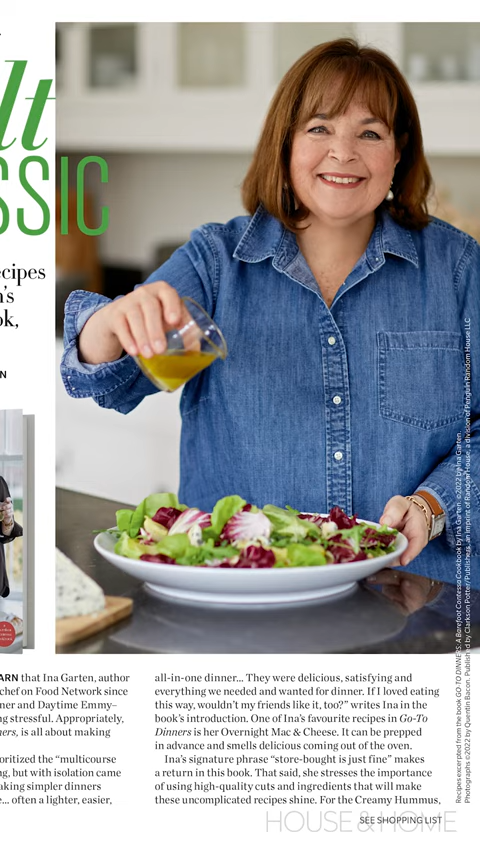 lt
SSIC
ecipes
n's
ok,
N
ARN that Ina Garten, author
chef on Food Network since
ner and Daytime Emmy–
ng stressful. Appropriately,
ners, is all about making
oritized the “multicourse
ng, but with isolation came
aking simpler dinners
e... often a lighter, easier,
all-in-one dinner... They were delicious, satisfying and
everything we needed and wanted for dinner. If I loved eating
this way, wouldn’t my friends like it, too?” writes Ina in the
book’s introduction. One of Ina’s favourite recipes in Go-To
Dinners is her Overnight Mac & Cheese. It can be prepped
in advance and smells delicious coming out of the oven.
Ina’s signature phrase “store-bought is just fine” makes
a return in this book. That said, she stresses the importance
of using high-quality cuts and ingredients that will make
these uncomplicated recipes shine. For the Creamy Hummus,
Recipes excerpted from the book GO-TO DINNERS: A Barefoot Contessa Cookbook by Ina Garten. ©2022 by Ina Garten.
Photographs ©2022 by Quentin Bacon. Published by Clarkson Potter/Publishers, an imprint of Random House, a division of Penguin Random House LLC
HOUSE & HOME
SEE SHOPPING LIST